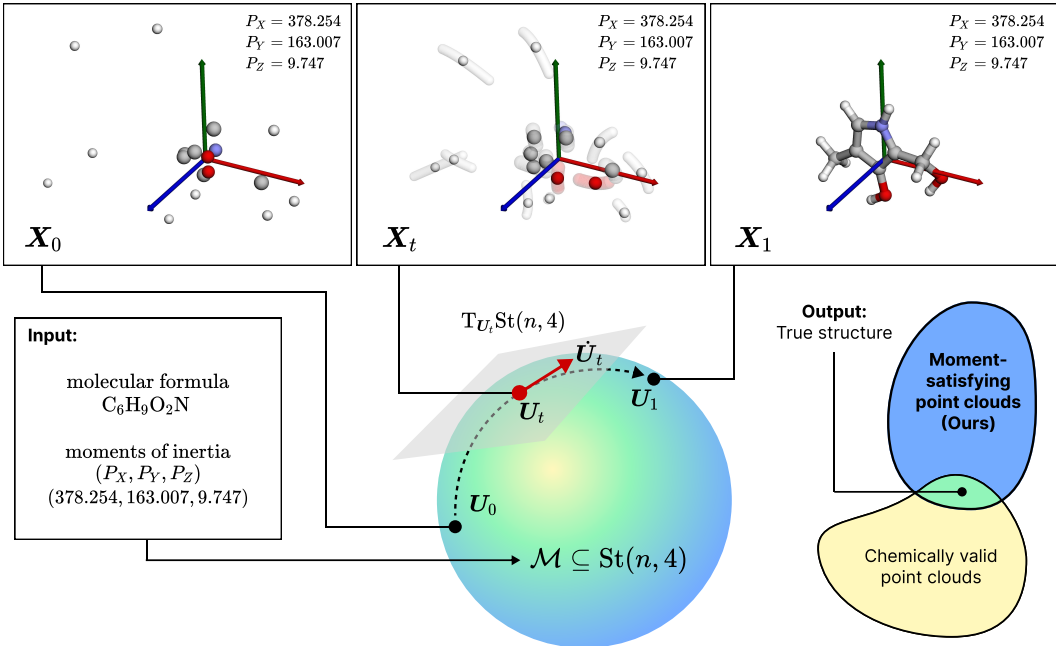 P_X = 378.254
P_Y = 163.007
P_Z = 9.747
X_0
P_X = 378.254
P_Y = 163.007
P_Z = 9.747
X_t
P_X = 378.254
P_Y = 163.007
P_Z = 9.747
X_1
Input:
molecular formula
C₆H₉O₂N
moments of inertia
(P_X, P_Y, P_Z)
(378.254, 163.007, 9.747)
T_{U_t}St(n, 4)
U̇_t
U_t
U_1
U_0
ℳ ⊆ St(n, 4)
Output:
True structure
Moment-
satisfying
point clouds
(Ours)
Chemically valid
point clouds